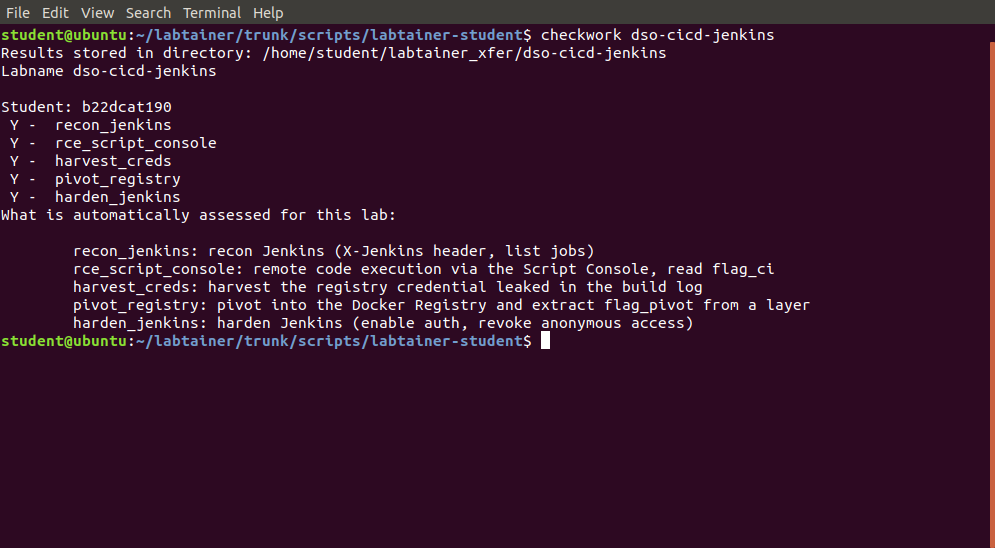 File Edit View Search Terminal Help
student@ubuntu:~/labtainer/trunk/scripts/labtainer-student$ checkwork dso-cicd-jenkins
Results stored in directory: /home/student/labtainer_xfer/dso-cicd-jenkins
Labname dso-cicd-jenkins
Student: b22dcat190
Y - recon_jenkins
Y - rce_script_console
Y - harvest_creds
Y - pivot_registry
Y - harden_jenkins
What is automatically assessed for this lab:
recon_jenkins: recon Jenkins (X-Jenkins header, list jobs)
rce_script_console: remote code execution via the Script Console, read flag_ci
harvest_creds: harvest the registry credential leaked in the build log
pivot_registry: pivot into the Docker Registry and extract flag_pivot from a layer
harden_jenkins: harden Jenkins (enable auth, revoke anonymous access)
student@ubuntu:~/labtainer/trunk/scripts/labtainer-student$